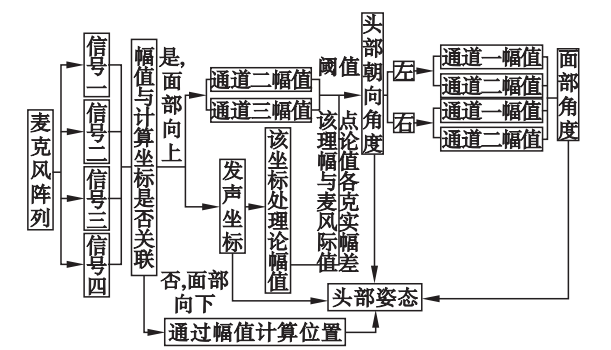 麦克风阵列
信号一
信号二
信号三
信号四
幅值与计算坐标是否关联
是,面部向上
通道二幅值
通道三幅值
发声坐标
该坐标处理论幅值
阈值
该点理论幅值与各麦克风实际幅值差
头部朝向角度
左
右
通道一幅值
通道二幅值
通道一幅值
通道二幅值
面部角度
否,面部
向下
通过幅值计算位置
头部姿态